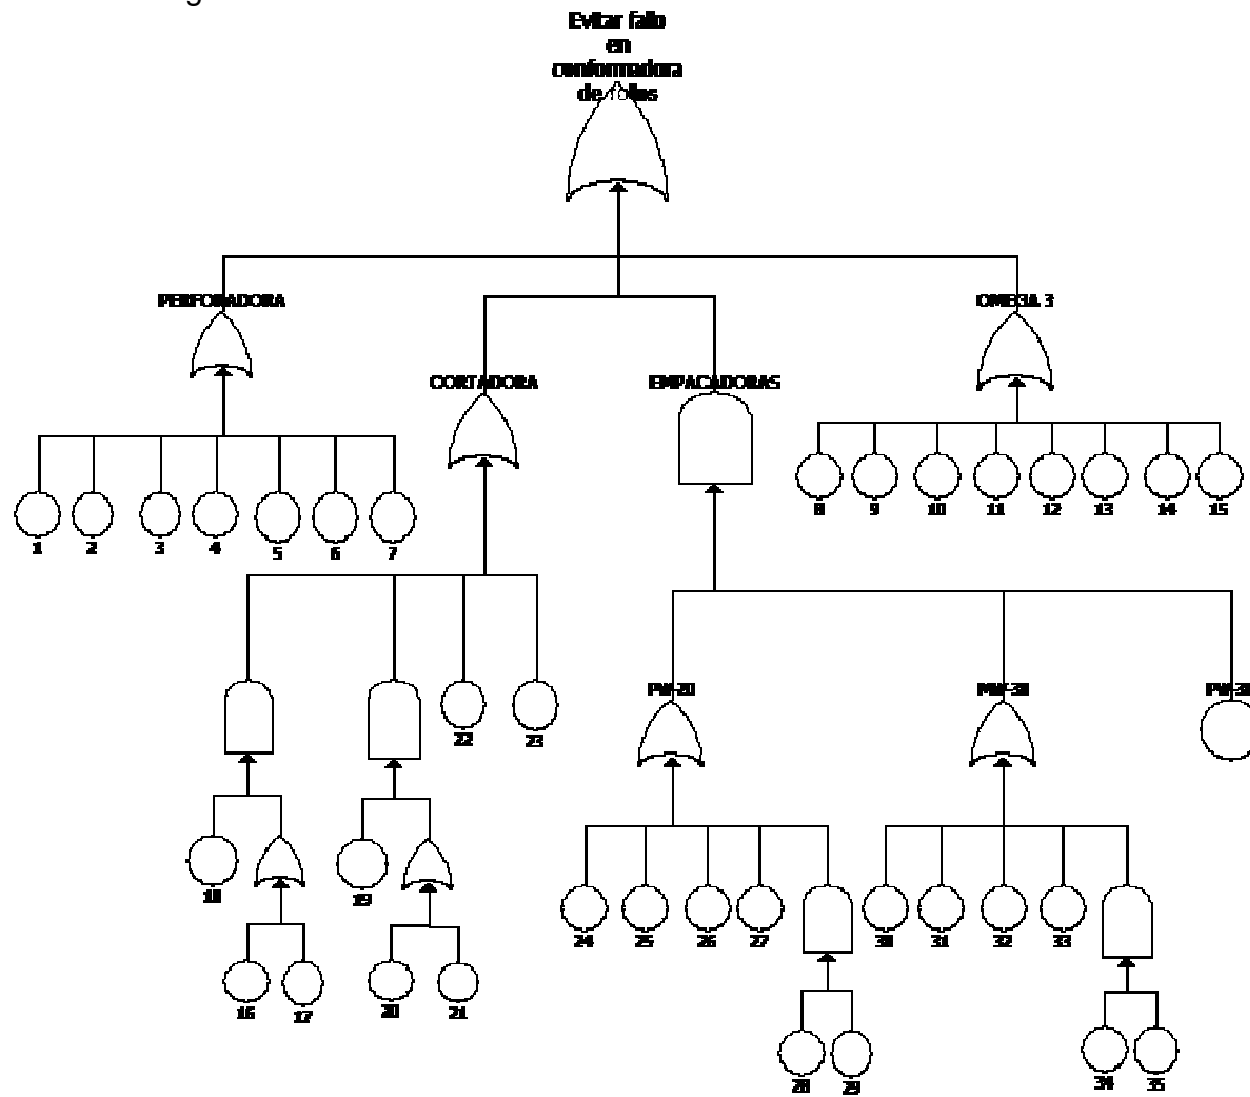 Evitar fallo
en
conformadora
de folios
PERFORADORA
OMEGA 3
CORTADORA
EMPACADORAS
8 9 10 11 12 13 14 15
1 2 3 4 5 6 7
PW-20
22 23
18 19
24 25 26 27 30 31 32 33
16 17 20 21
28 29 34 35